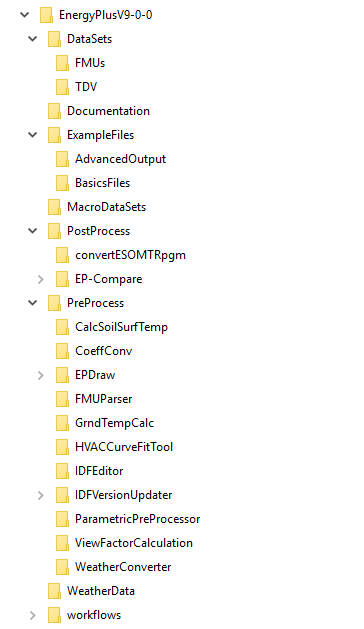 EnergyPlusV9-0-0
DataSets
FMUs
TDV
Documentation
ExampleFiles
AdvancedOutput
BasicsFiles
MacroDataSets
PostProcess
convertESOMTRpgm
EP-Compare
PreProcess
CalcSoilSurfTemp
CoeffConv
EPDraw
FMUParser
GrndTempCalc
HVACCurveFitTool
IDFEditor
IDFVersionUpdater
ParametricPreProcessor
ViewFactorCalculation
WeatherConverter
WeatherData
workflows